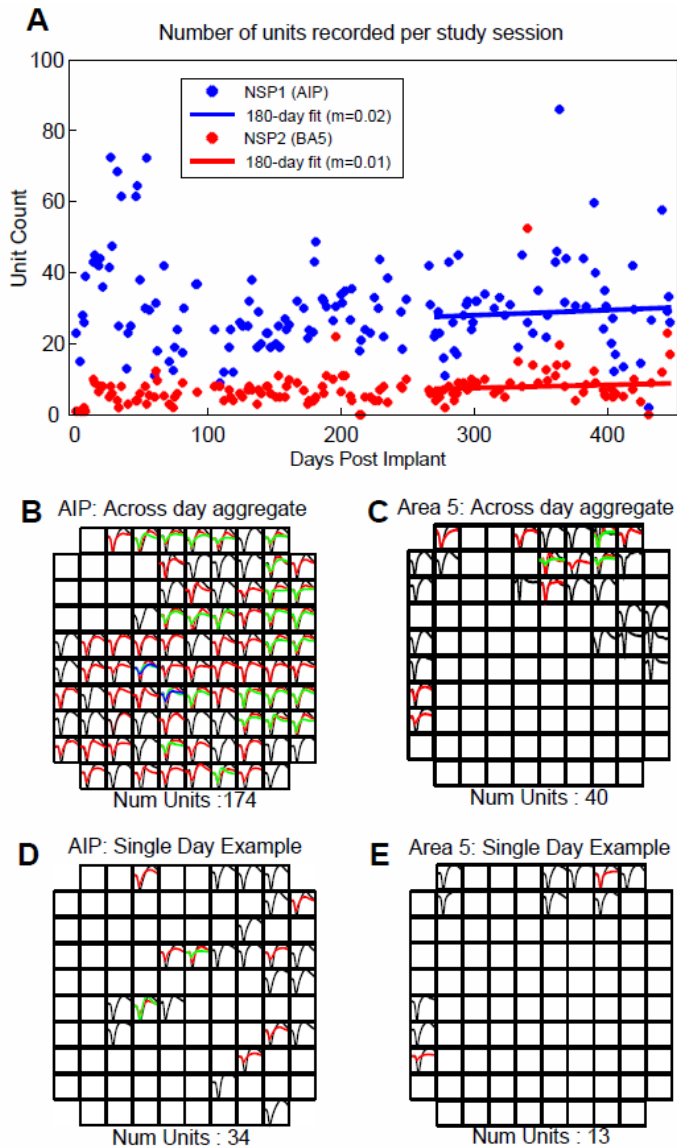 A
Number of units recorded per study session
100
80
60
40
20
0
Unit Count
NSP1 (AIP)
180-day fit (m=0.02)
NSP2 (BA5)
180-day fit (m=0.01)
0
100
200
300
400
Days Post Implant
B
AIP: Across day aggregate
Num Units :174
C
Area 5: Across day aggregate
Num Units : 40
D
AIP: Single Day Example
Num Units : 34
E
Area 5: Single Day Example
Num Units : 13